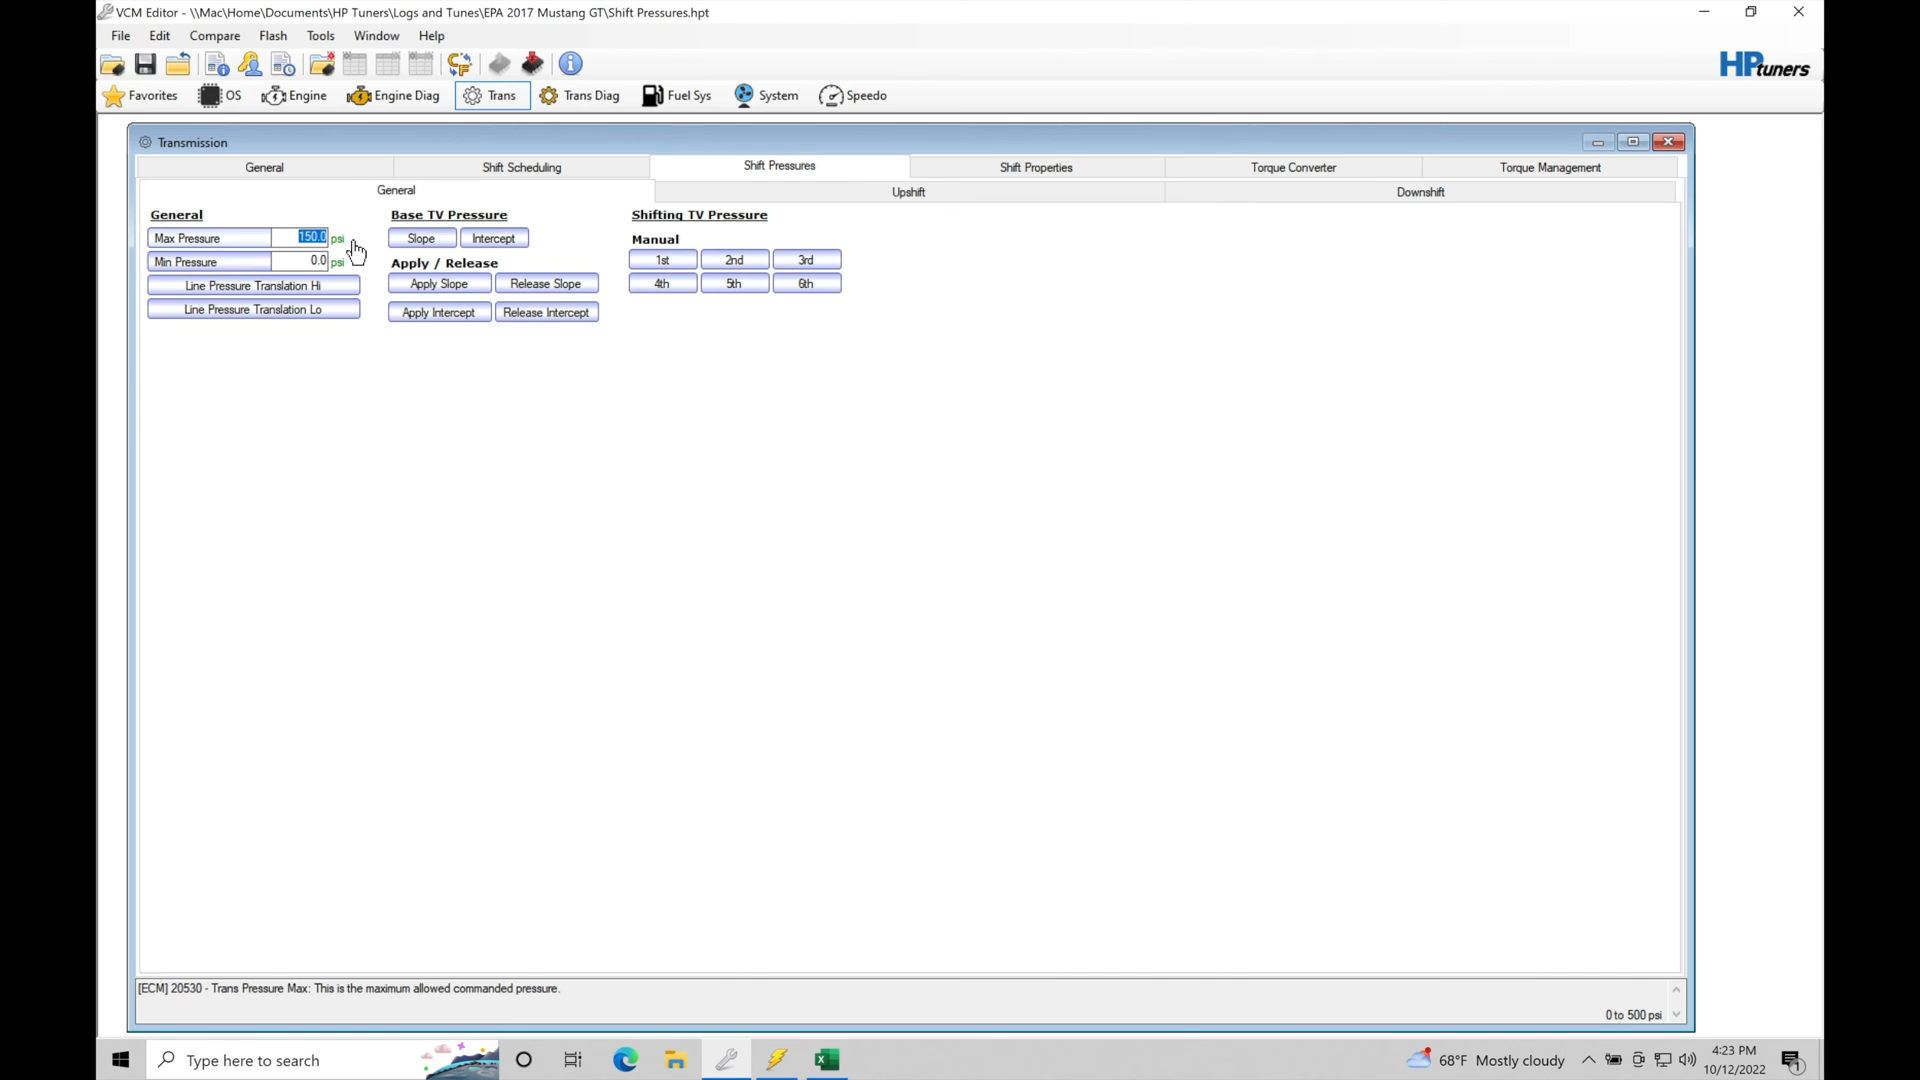 VCM Editor - \\Mac\Home\Documents\HP Tuners\Logs and Tunes\EPA 2017 Mustang GT\Shift Pressures.hpt
File Edit Compare Flash Tools Window Help
HPtuners
Favorites OS Engine Engine Diag Trans Trans Diag Fuel Sys System Speedo
Transmission
General Shift Scheduling Shift Pressures Shift Properties Torque Converter Torque Management
General Upshift Downshift
General Base TV Pressure Shifting TV Pressure
Max Pressure 150.0 psi Slope Intercept Manual
Min Pressure 0.0 psi Apply / Release 1st 2nd 3rd
Line Pressure Translation Hi Apply Slope Release Slope 4th 5th 6th
Line Pressure Translation Lo Apply Intercept Release Intercept
[ECM] 20530 - Trans Pressure Max: This is the maximum allowed commanded pressure.
0 to 500 psi
Type here to search 68°F Mostly cloudy 4:23 PM
10/12/2022 1